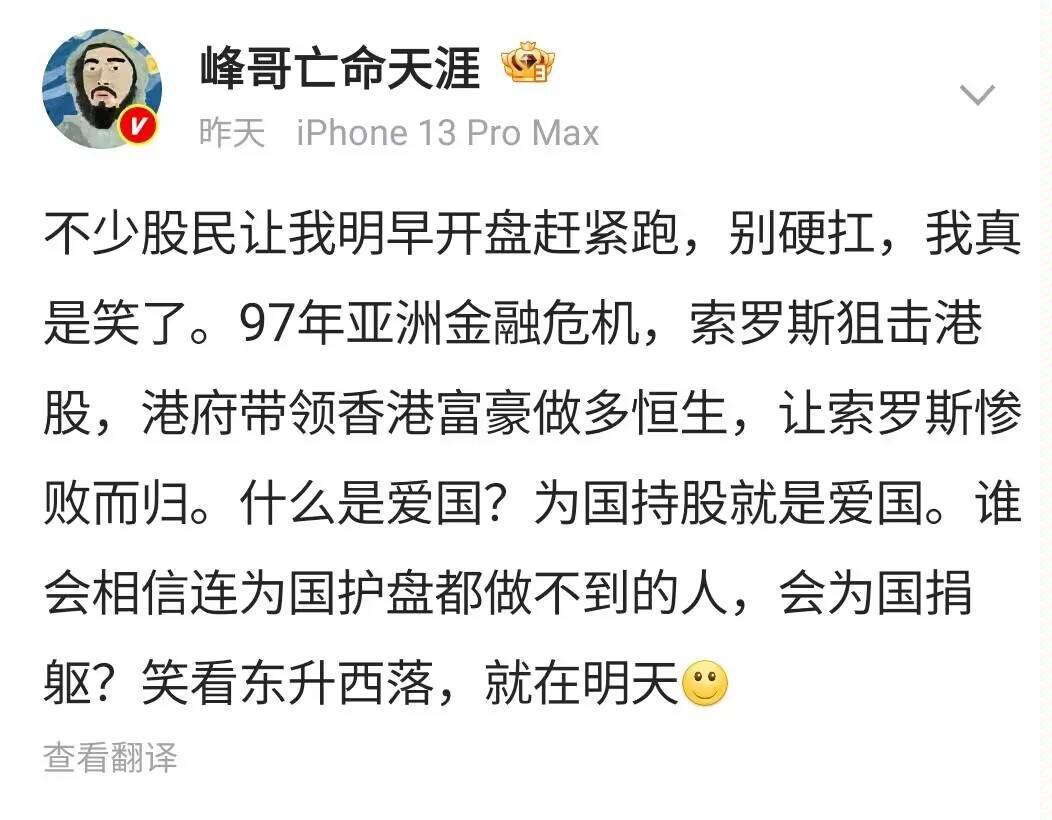 峰哥亡命天涯
昨天 iPhone 13 Pro Max
不少股民让我明早开盘赶紧跑，别硬扛，我真
是笑了。97年亚洲金融危机，索罗斯狙击港
股，港府带领香港富豪做多恒生，让索罗斯惨
败而归。什么是爱国？为国持股就是爱国。谁
会相信连为国护盘都做不到的人，会为国捐
躯？笑看东升西落，就在明天🙂
查看翻译